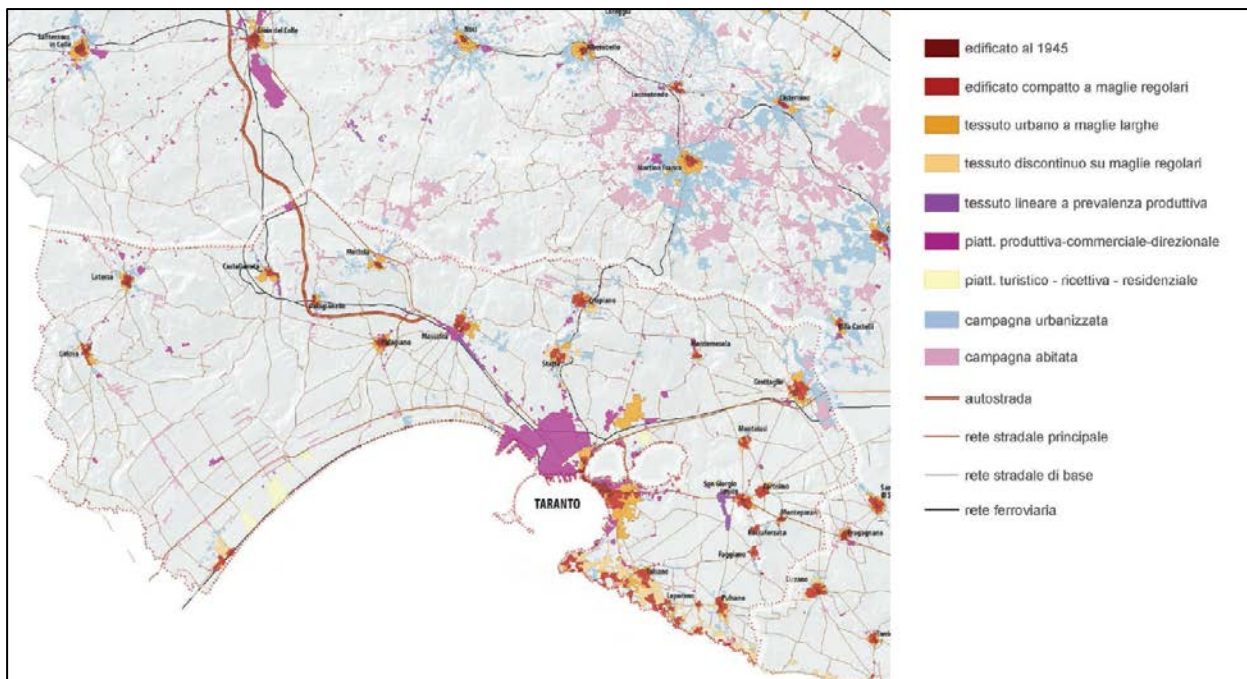 Gioia del Colle
Noci
Alberobello
Locorotondo
Cisternino
Martina Franca
Laterza
Castellaneta
Mottola
Palagianello
Ginosa
Palagiano
Massafra
Crispiano
Statte
Montemesola
Villa Castelli
Grottaglie
Monteiasi
TARANTO
San Giorgio
Carosino
Monteparano
Roccaforzata
Faggiano
Fragagnano
Talsano
Leporano
Pulsano
Lizzano
edificato al 1945
edificato compatto a maglie regolari
tessuto urbano a maglie larghe
tessuto discontinuo su maglie regolari
tessuto lineare a prevalenza produttiva
piatt. produttiva-commerciale-direzionale
piatt. turistico - ricettiva - residenziale
campagna urbanizzata
campagna abitata
autostrada
rete stradale principale
rete stradale di base
rete ferroviaria